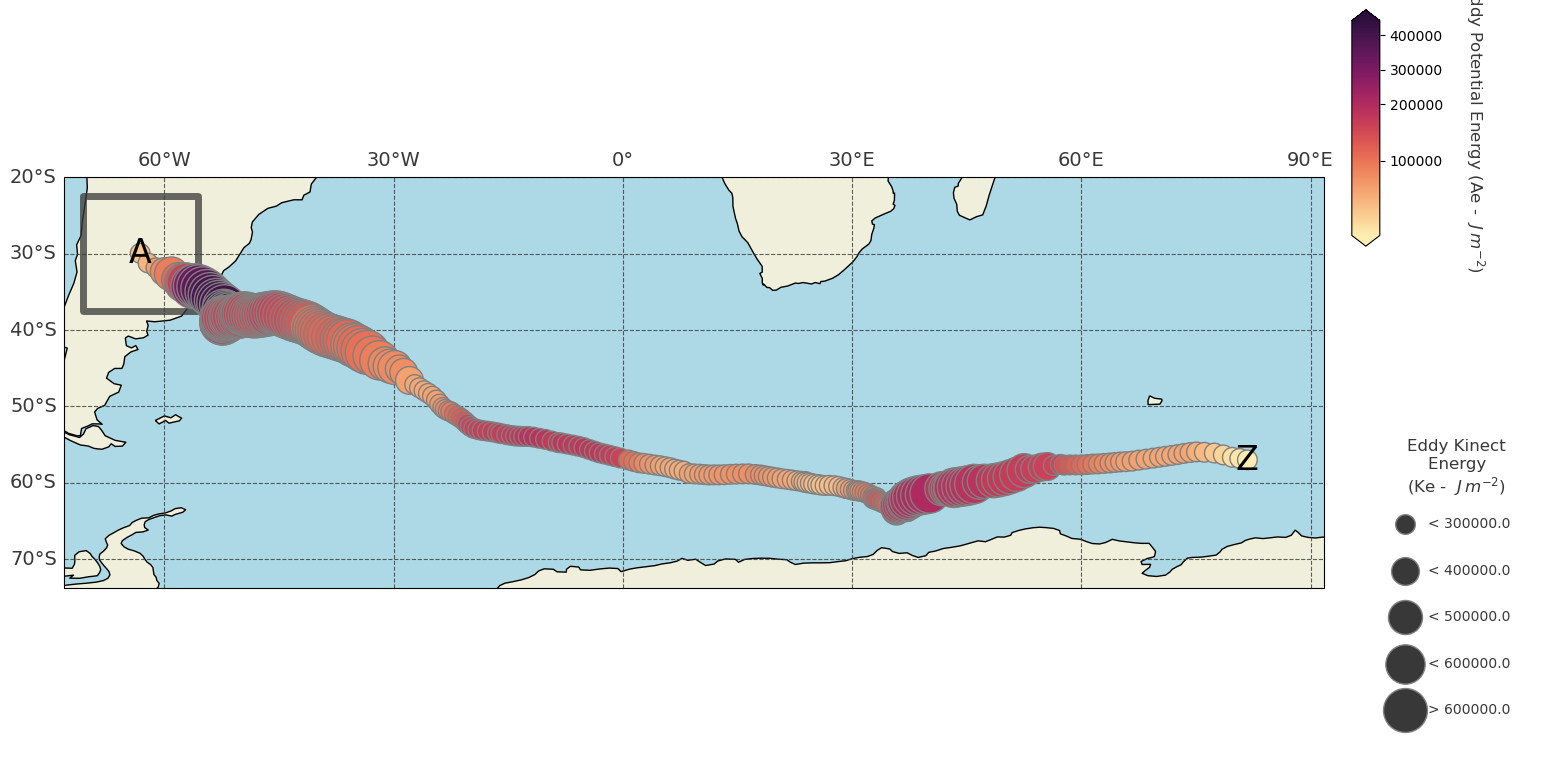 60°W 30°W 0° 30°E 60°E 90°E
20°S
30°S
40°S
50°S
60°S
70°S
A
Z
400000
300000
200000
100000
Potential Energy (Ae - J m⁻²)
Eddy Kinect
Energy
(Ke - J m⁻²)
< 300000.0
< 400000.0
< 500000.0
< 600000.0
> 600000.0